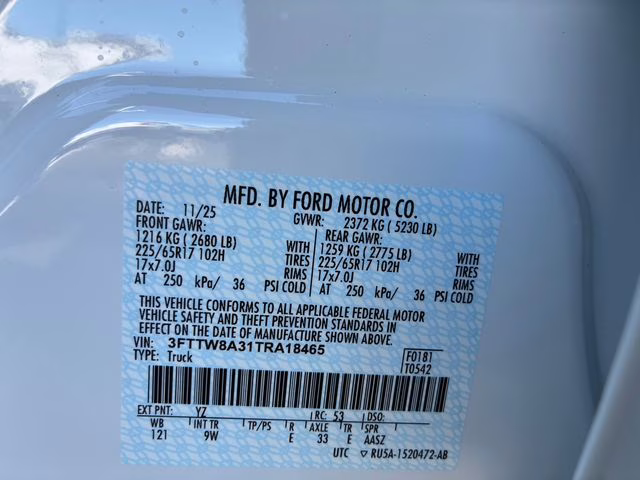 MFD. BY FORD MOTOR CO.
DATE: 11/25 GVWR: 2372 KG ( 5230 LB)
FRONT GAWR: REAR GAWR:
1216 KG ( 2680 LB) WITH 1259 KG ( 2775 LB) WITH
225/65R17 102H TIRES 225/65R17 102H TIRES
17x7.0J RIMS 17x7.0J RIMS
AT 250 kPa/ 36 PSI COLD AT 250 kPa/ 36 PSI COLD
THIS VEHICLE CONFORMS TO ALL APPLICABLE FEDERAL MOTOR
VEHICLE SAFETY AND THEFT PREVENTION STANDARDS IN
EFFECT ON THE DATE OF MANUFACTURE SHOWN ABOVE.
VIN: 3FTTW8A31TRA18465 F0181
TYPE: Truck T0542
EXT PNT: YZ RC: 53 DSO:
WB INT TR TP/PS R AXLE TR SPR
121 9W E 33 E AASZ
UTC ▼ RU5A-1520472-AB